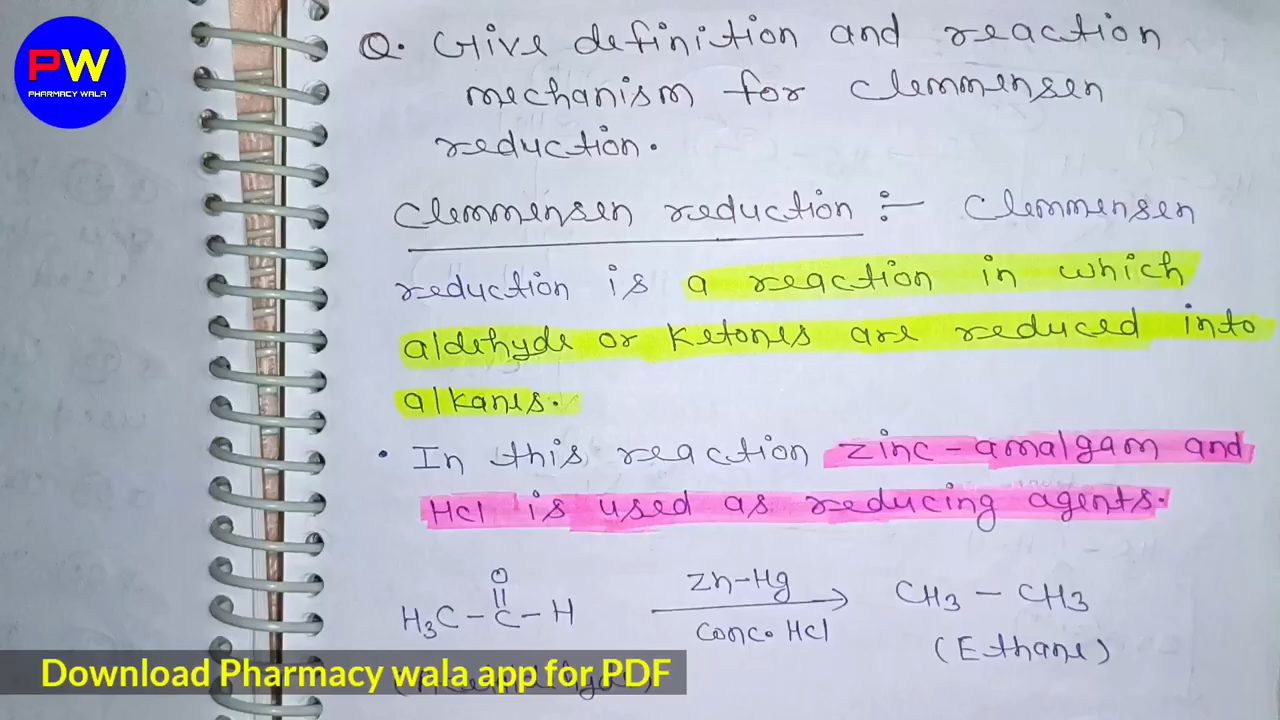 PW
PHARMACY WALA
Q. Give definition and reaction
mechanism for clemmensen
reduction.
Clemmensen reduction :- Clemmensen
reduction is a reaction in which
aldehyde or ketones are reduced into
alkanes.
• In this reaction zinc-amalgam and
HCl is used as reducing agents.
O
||
H3C-C-H
Zn-Hg
Conc. HCl
CH3-CH3
(Ethane)
Download Pharmacy wala app for PDF